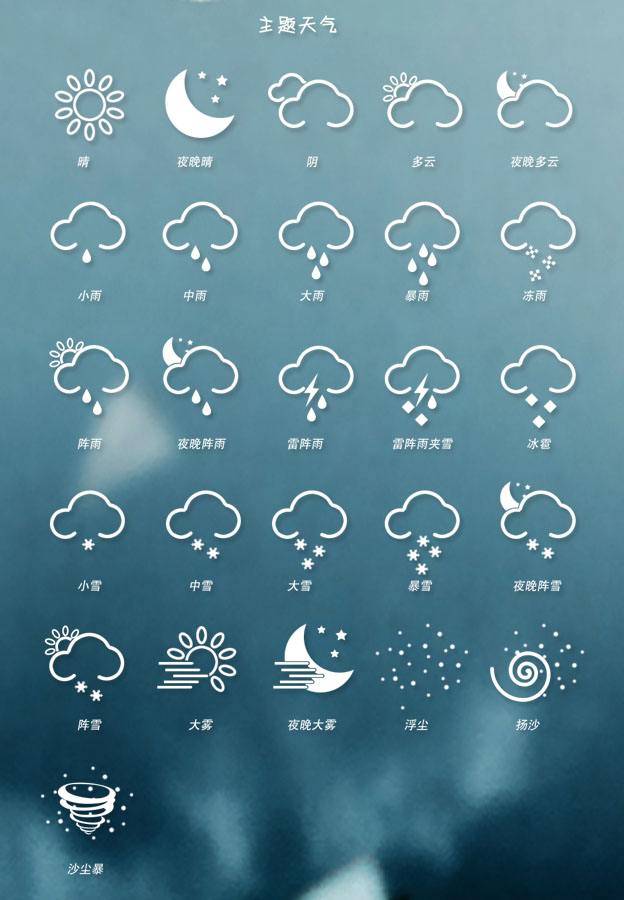 主题天气
晴 夜晚晴 阴 多云 夜晚多云
小雨 中雨 大雨 暴雨 冻雨
阵雨 夜晚阵雨 雷阵雨 雷阵雨夹雪 冰雹
小雪 中雪 大雪 暴雪 夜晚阵雪
阵雪 大雾 夜晚大雾 浮尘 扬沙
沙尘暴